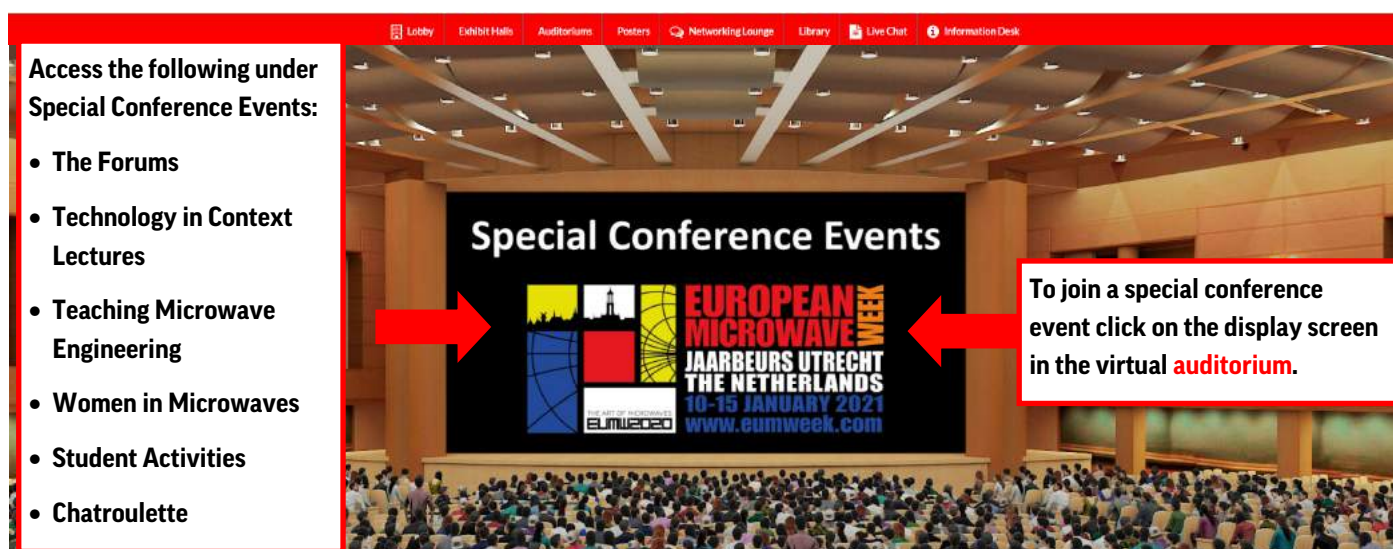 Lobby Exhibit Halls Auditoriums Posters Networking Lounge Library Live Chat Information Desk
Access the following under
Special Conference Events:
• The Forums
• Technology in Context
Lectures
• Teaching Microwave
Engineering
• Women in Microwaves
• Student Activities
• Chatroulette
Special Conference Events
EUROPEAN
MICROWAVE
WEEK
JAARBEURS UTRECHT
THE NETHERLANDS
10-15 JANUARY 2021
www.eumweek.com
THE ART OF MICROWAVES
EUMW2020
To join a special conference
event click on the display screen
in the virtual auditorium.